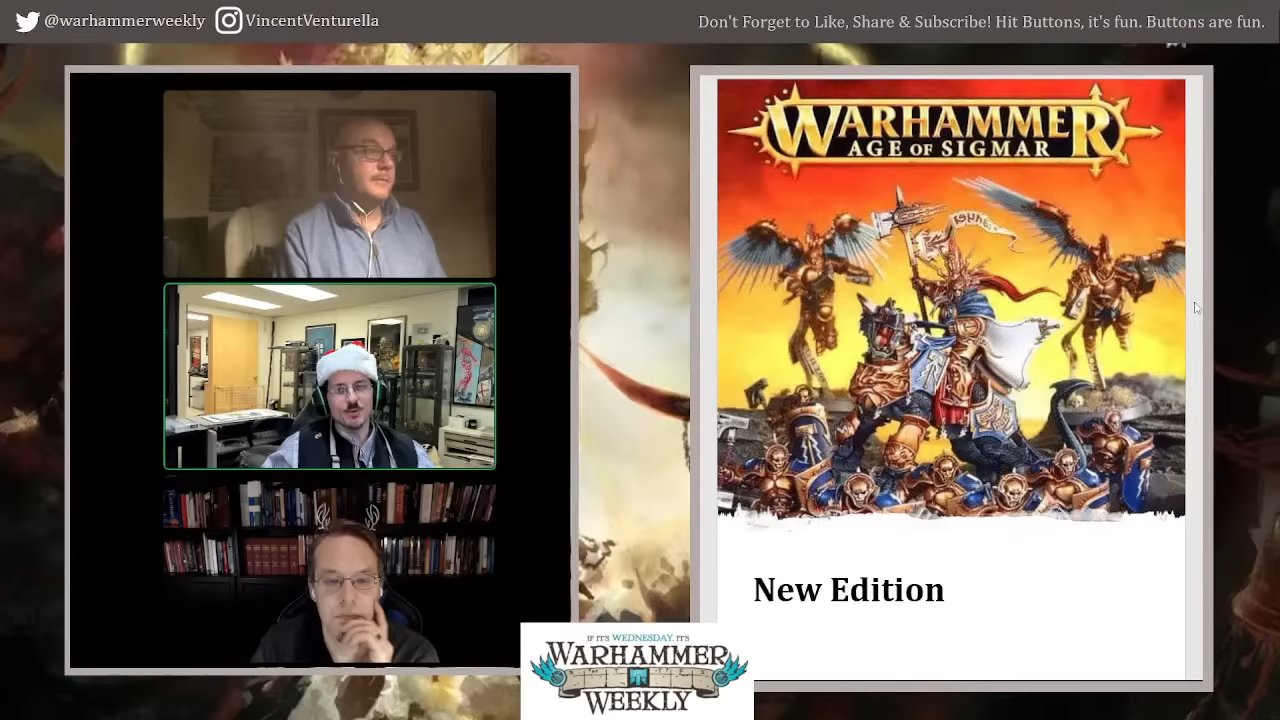 @warhammerweekly
VincentVenturella
Don't Forget to Like, Share & Subscribe! Hit Buttons, it's fun. Buttons are fun.
WARHAMMER
AGE OF SIGMAR
New Edition
IF IT'S WEDNESDAY, IT'S
WARHAMMER
WEEKLY